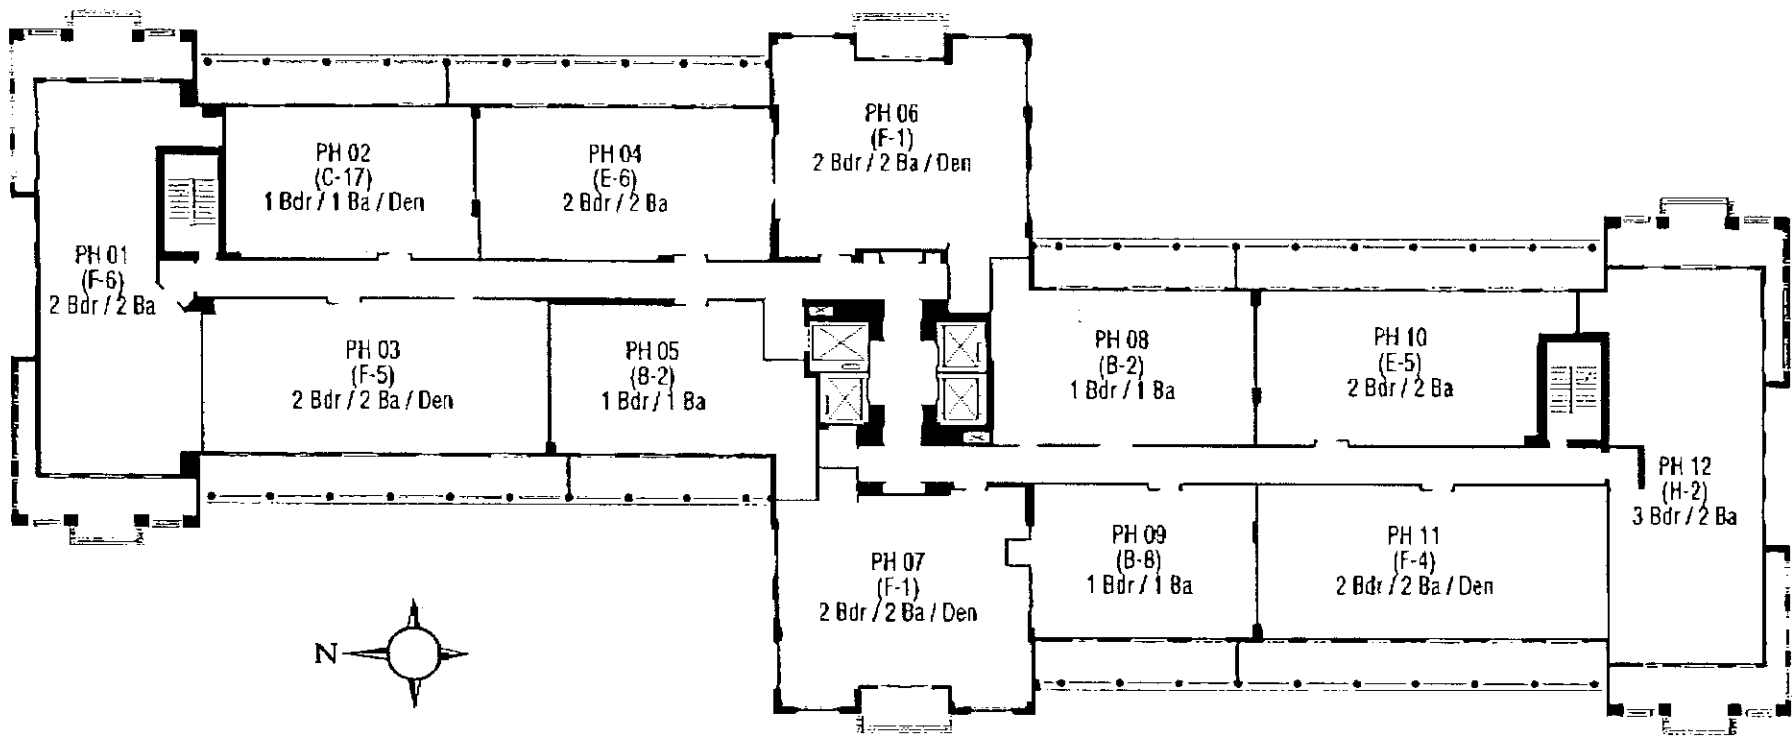 PH 01
(F-6)
2 Bdr / 2 Ba
PH 02
(C-17)
1 Bdr / 1 Ba / Den
PH 04
(E-6)
2 Bdr / 2 Ba
PH 06
(F-1)
2 Bdr / 2 Ba / Den
PH 03
(F-5)
2 Bdr / 2 Ba / Den
PH 05
(B-2)
1 Bdr / 1 Ba
PH 08
(B-2)
1 Bdr / 1 Ba
PH 10
(E-5)
2 Bdr / 2 Ba
PH 12
(H-2)
3 Bdr / 2 Ba
PH 07
(F-1)
2 Bdr / 2 Ba / Den
PH 09
(B-8)
1 Bdr / 1 Ba
PH 11
(F-4)
2 Bdr / 2 Ba / Den
N